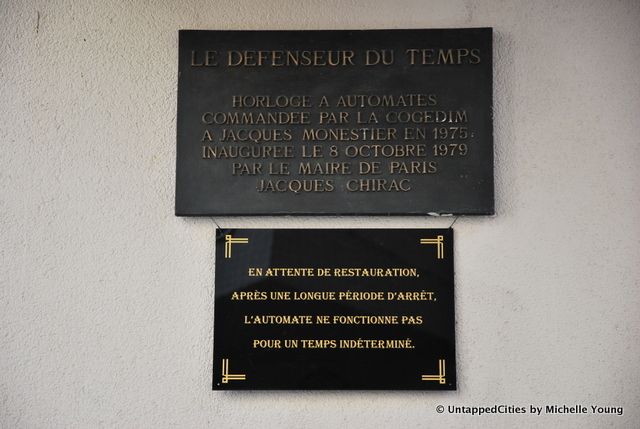 LE DEFENSEUR DU TEMPS
HORLOGE A AUTOMATES
COMMANDEE PAR LA COGEDIM
A JACQUES MONESTIER EN 1975
INAUGUREE LE 8 OCTOBRE 1979
PAR LE MAIRE DE PARIS
JACQUES CHIRAC
EN ATTENTE DE RESTAURATION,
APRÈS UNE LONGUE PÉRIODE D'ARRÊT,
L'AUTOMATE NE FONCTIONNE PAS
POUR UN TEMPS INDÉTERMINÉ.
© UntappedCities by Michelle Young